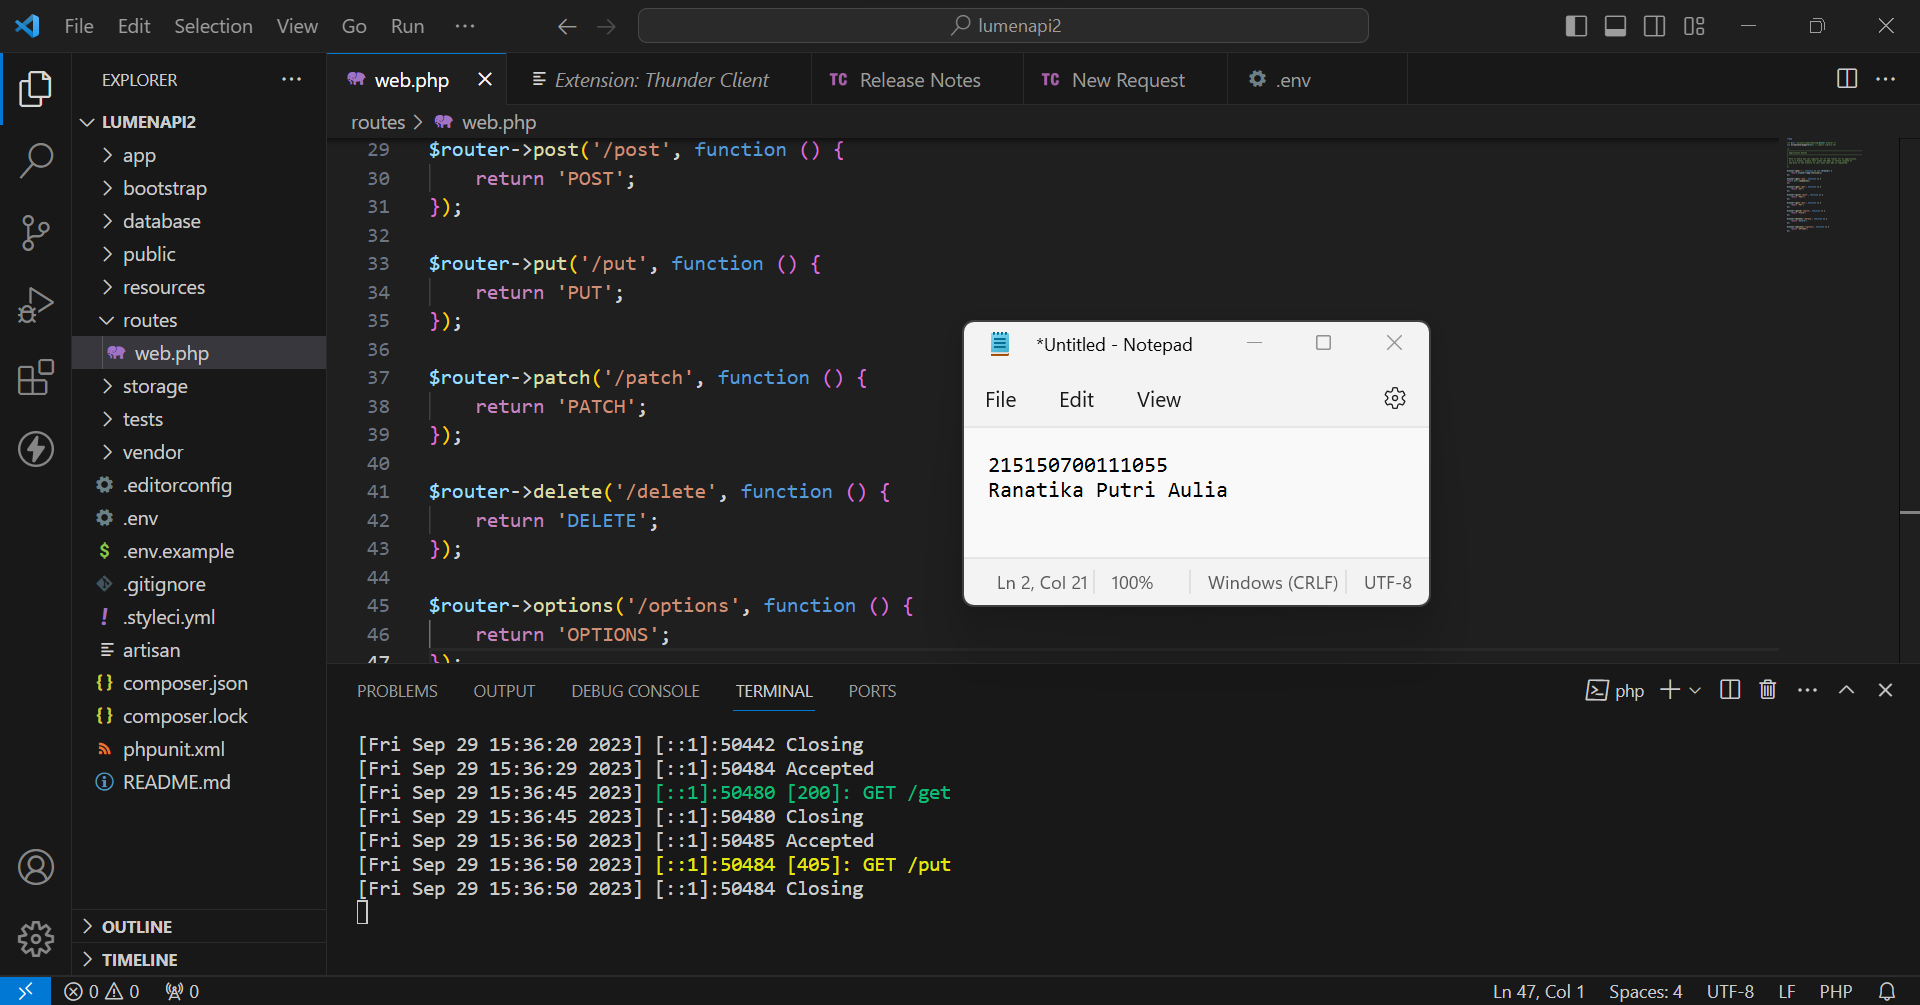 File Edit Selection View Go Run ··· lumenapi2
EXPLORER
LUMENAPI2
app
bootstrap
database
public
resources
routes
web.php
storage
tests
vendor
.editorconfig
.env
.env.example
.gitignore
.styleci.yml
artisan
composer.json
composer.lock
phpunit.xml
README.md
OUTLINE
TIMELINE
web.php Extension: Thunder Client TC Release Notes TC New Request .env
routes > web.php
29 $router->post('/post', function () {
30 return 'POST';
31 });
32
33 $router->put('/put', function () {
34 return 'PUT';
35 });
36
37 $router->patch('/patch', function () {
38 return 'PATCH';
39 });
40
41 $router->delete('/delete', function () {
42 return 'DELETE';
43 });
44
45 $router->options('/options', function () {
46 return 'OPTIONS';
47 });
*Untitled - Notepad
File Edit View
215150700111055
Ranatika Putri Aulia
Ln 2, Col 21 100% Windows (CRLF) UTF-8
PROBLEMS OUTPUT DEBUG CONSOLE TERMINAL PORTS php
[Fri Sep 29 15:36:20 2023] [::1]:50442 Closing
[Fri Sep 29 15:36:29 2023] [::1]:50484 Accepted
[Fri Sep 29 15:36:45 2023] [::1]:50480 [200]: GET /get
[Fri Sep 29 15:36:45 2023] [::1]:50480 Closing
[Fri Sep 29 15:36:50 2023] [::1]:50485 Accepted
[Fri Sep 29 15:36:50 2023] [::1]:50484 [405]: GET /put
[Fri Sep 29 15:36:50 2023] [::1]:50484 Closing
0 0 0 Ln 47, Col 1 Spaces: 4 UTF-8 LF PHP